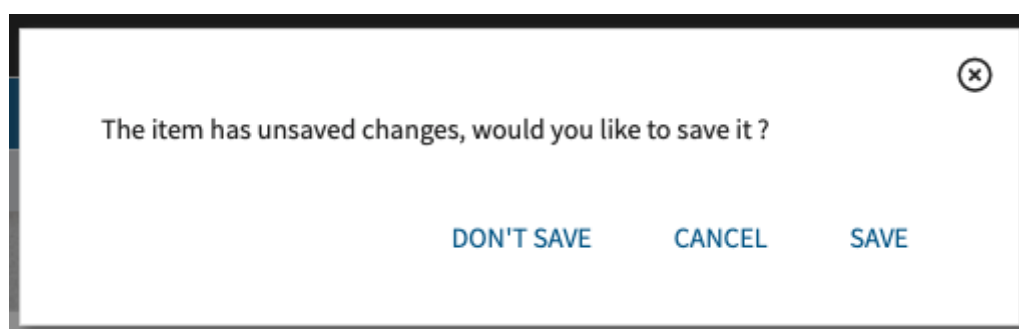 The item has unsaved changes, would you like to save it ?
DON'T SAVE CANCEL SAVE